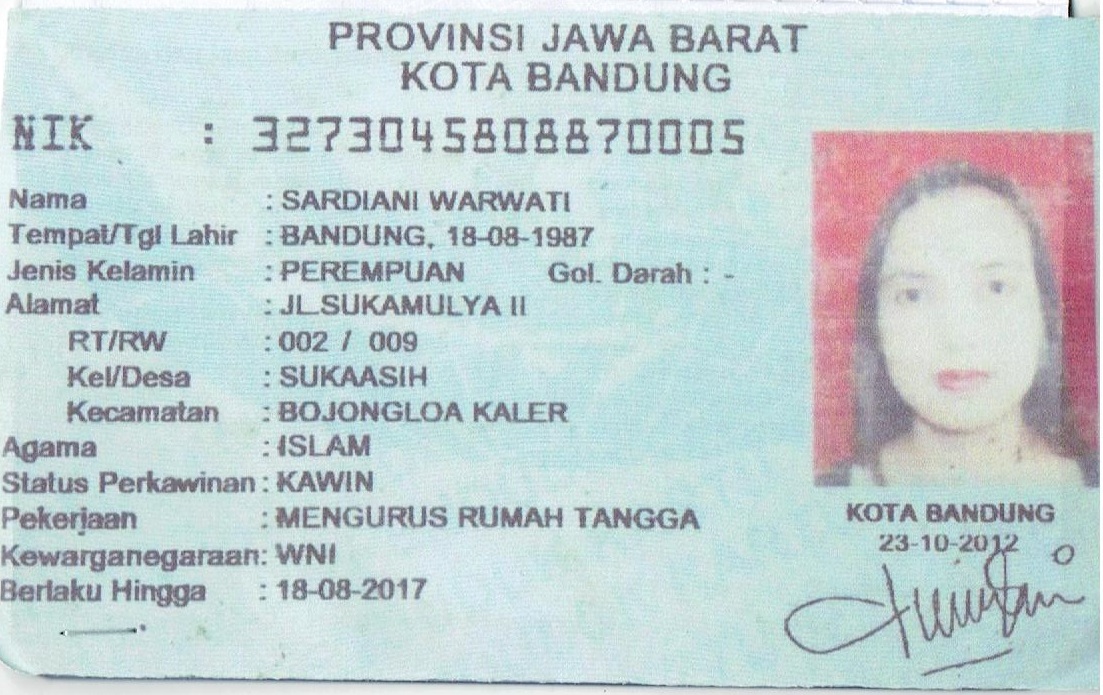 PROVINSI JAWA BARAT
KOTA BANDUNG
NIK : 3273045808870005
Nama : SARDIANI WARWATI
Tempat/Tgl Lahir : BANDUNG, 18-08-1987
Jenis Kelamin : PEREMPUAN Gol. Darah : -
Alamat : JL.SUKAMULYA II
RT/RW : 002 / 009
Kel/Desa : SUKAASIH
Kecamatan : BOJONGLOA KALER
Agama : ISLAM
Status Perkawinan : KAWIN
Pekerjaan : MENGURUS RUMAH TANGGA
Kewarganegaraan: WNI
Berlaku Hingga : 18-08-2017
KOTA BANDUNG
23-10-2012